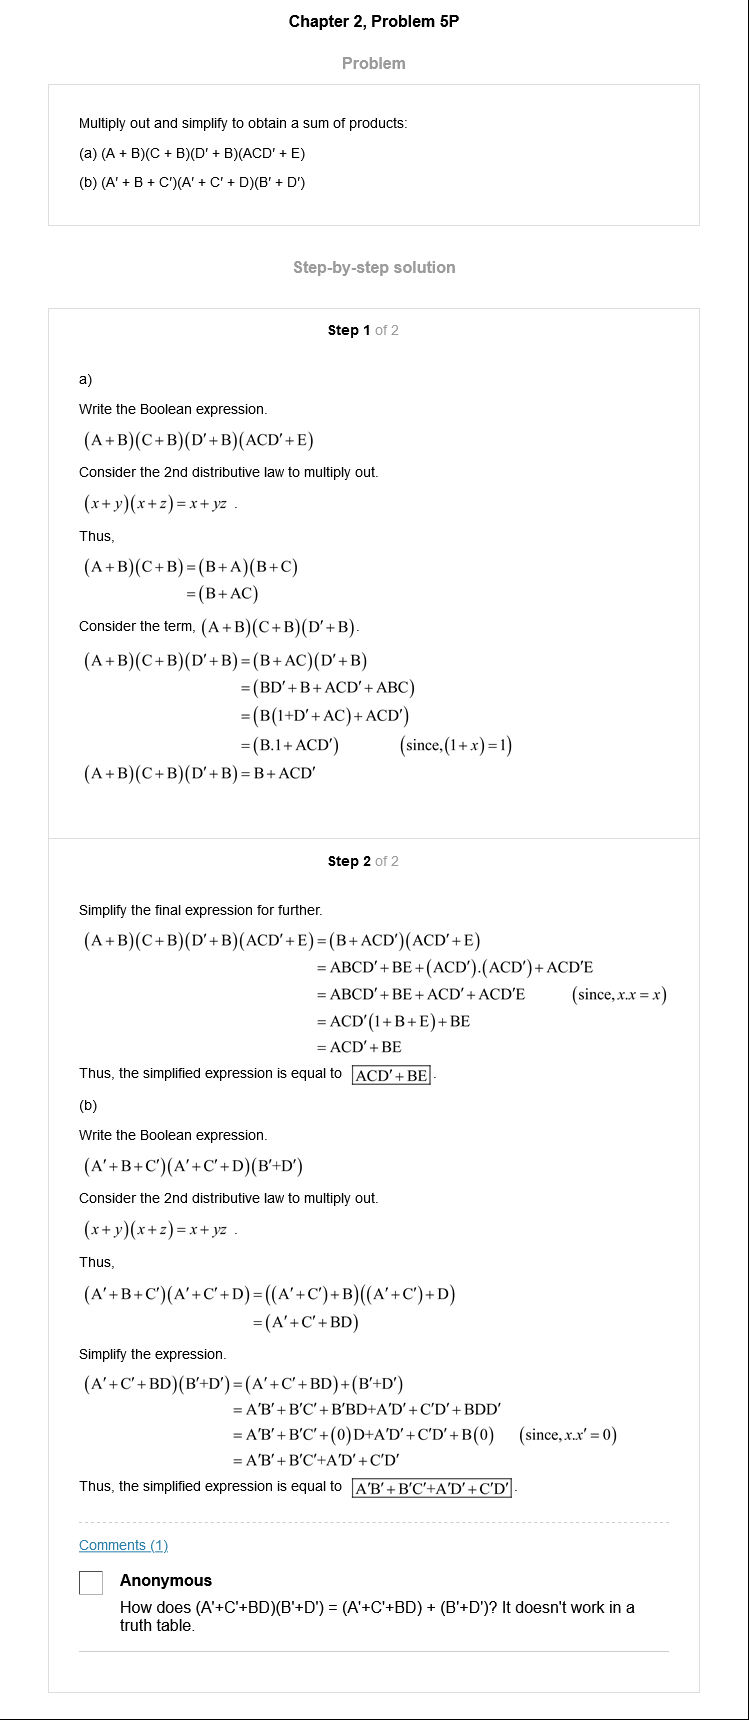 Chapter 2, Problem 5P
Problem
Multiply out and simplify to obtain a sum of products:
(a) (A + B)(C + B)(D′ + B)(ACD′ + E)
(b) (A′ + B + C′)(A′ + C′ + D)(B′ + D′)
Step-by-step solution
Step 1 of 2
a)
Write the Boolean expression.
(A+B)(C+B)(D′+B)(ACD′+E)
Consider the 2nd distributive law to multiply out.
(x+y)(x+z)=x+yz .
Thus,
(A+B)(C+B)=(B+A)(B+C)
=(B+AC)
Consider the term, (A+B)(C+B)(D′+B).
(A+B)(C+B)(D′+B)=(B+AC)(D′+B)
=(BD′+B+ACD′+ABC)
=(B(1+D′+AC)+ACD′)
=(B.1+ACD′) (since,(1+x)=1)
(A+B)(C+B)(D′+B)=B+ACD′
Step 2 of 2
Simplify the final expression for further.
(A+B)(C+B)(D′+B)(ACD′+E)=(B+ACD′)(ACD′+E)
=ABCD′+BE+(ACD′).(ACD′)+ACD′E
=ABCD′+BE+ACD′+ACD′E (since,x.x=x)
=ACD′(1+B+E)+BE
=ACD′+BE
Thus, the simplified expression is equal to ACD′+BE.
(b)
Write the Boolean expression.
(A′+B+C′)(A′+C′+D)(B′+D′)
Consider the 2nd distributive law to multiply out.
(x+y)(x+z)=x+yz .
Thus,
(A′+B+C′)(A′+C′+D)=((A′+C′)+B)((A′+C′)+D)
=(A′+C′+BD)
Simplify the expression.
(A′+C′+BD)(B′+D′)=(A′+C′+BD)+(B′+D′)
=A′B′+B′C′+B′BD+A′D′+C′D′+BDD′
=A′B′+B′C′+(0)D+A′D′+C′D′+B(0) (since,x.x′=0)
=A′B′+B′C′+A′D′+C′D′
Thus, the simplified expression is equal to A′B′+B′C′+A′D′+C′D′.
Comments (1)
Anonymous
How does (A'+C'+BD)(B'+D') = (A'+C'+BD) + (B'+D')? It doesn't work in a
truth table.